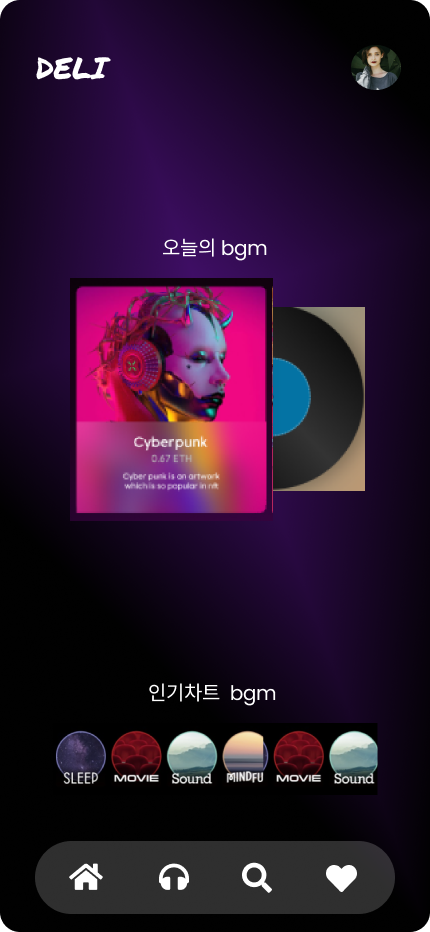 DELI
오늘의 bgm
Cyberpunk
0.67 ETH
Cyber punk is an artwork
which is so popular in nft
인기차트 bgm
SLEEP MOVIE Sound MINDFU MOVIE Sound